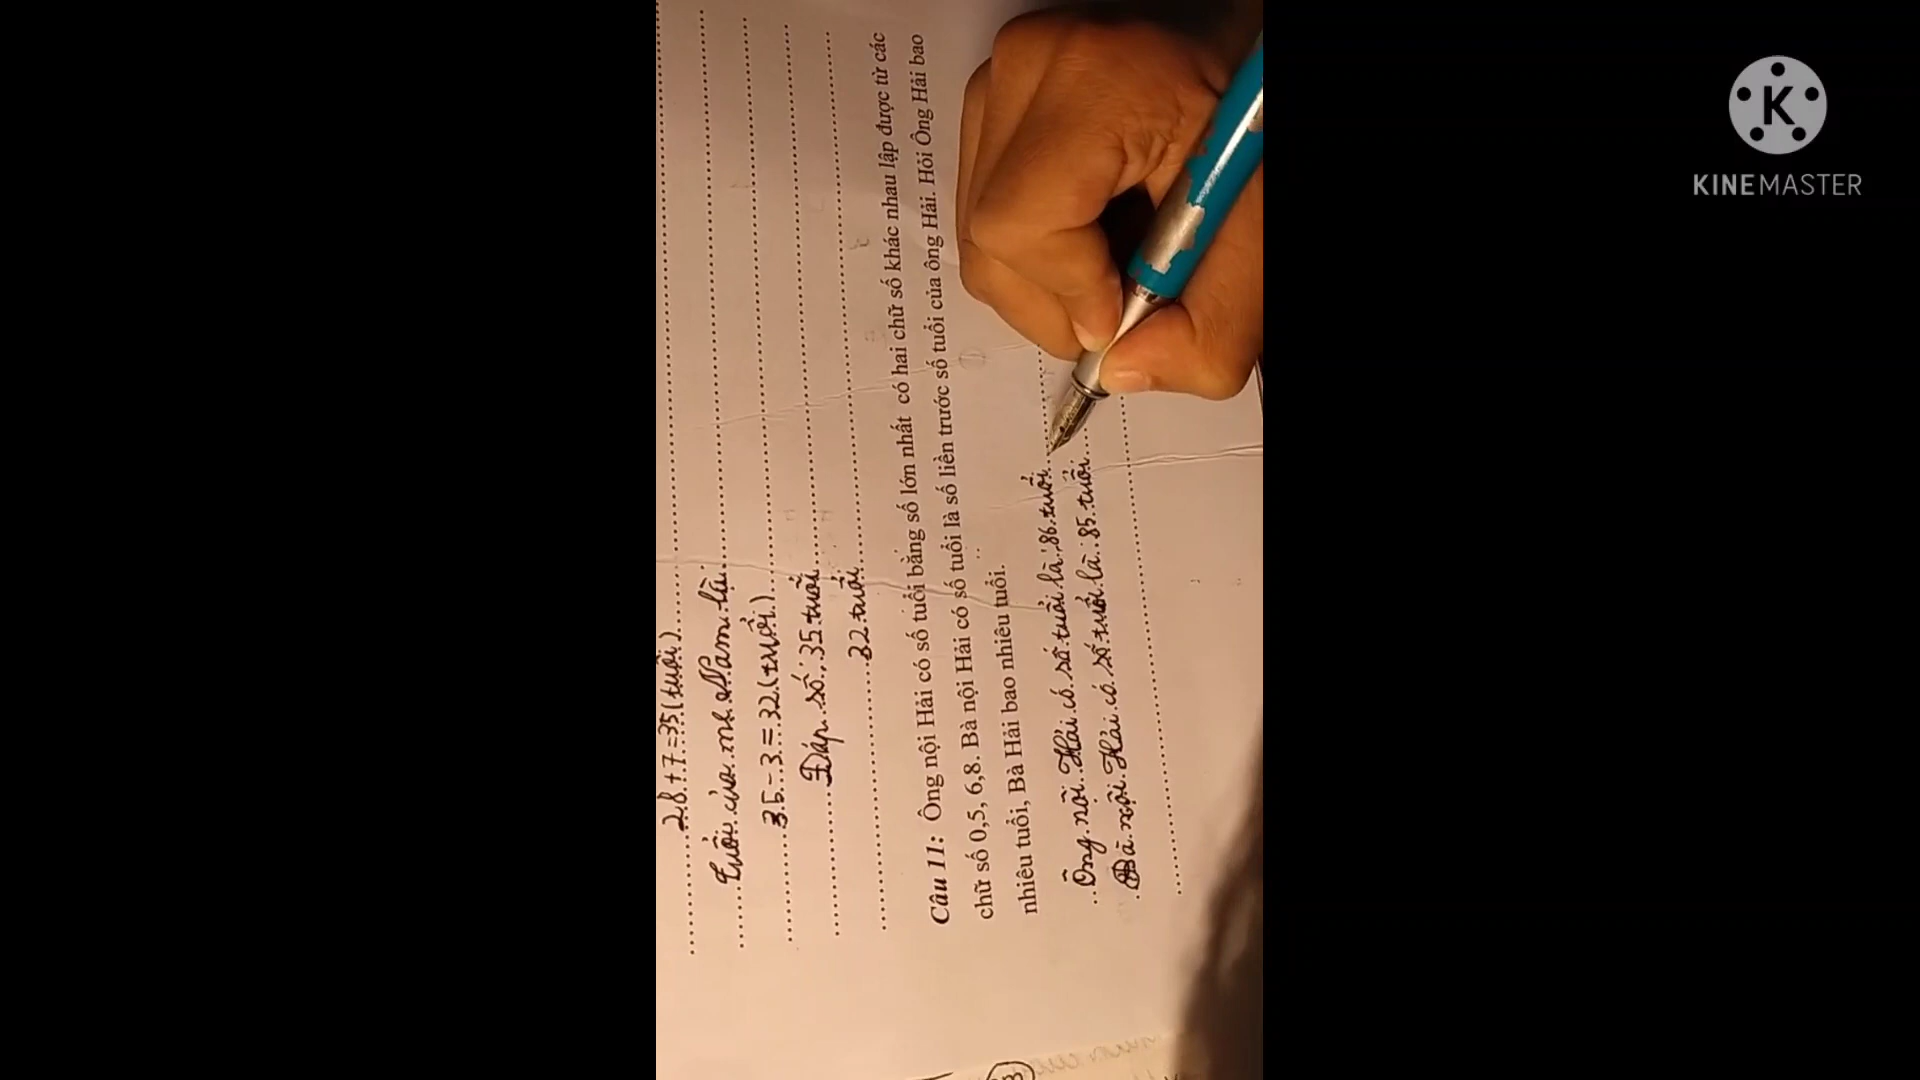 28+7=35(tuổi)
Tuổi của mẹ Nam là:
35-3=32(tuổi)
Đáp số: 35 tuổi
32 tuổi
Câu 11: Ông nội Hải có số tuổi bằng số lớn nhất có hai chữ số khác nhau lập được từ các
chữ số 0,5, 6,8. Bà nội Hải có số tuổi là số liền trước số tuổi của ông Hải. Hỏi Ông Hải bao
nhiêu tuổi, Bà Hải bao nhiêu tuổi.
Ông nội Hải có số tuổi là: 86 tuổi
Bà nội Hải có số tuổi là: 85 tuổi
K
KINEMASTER